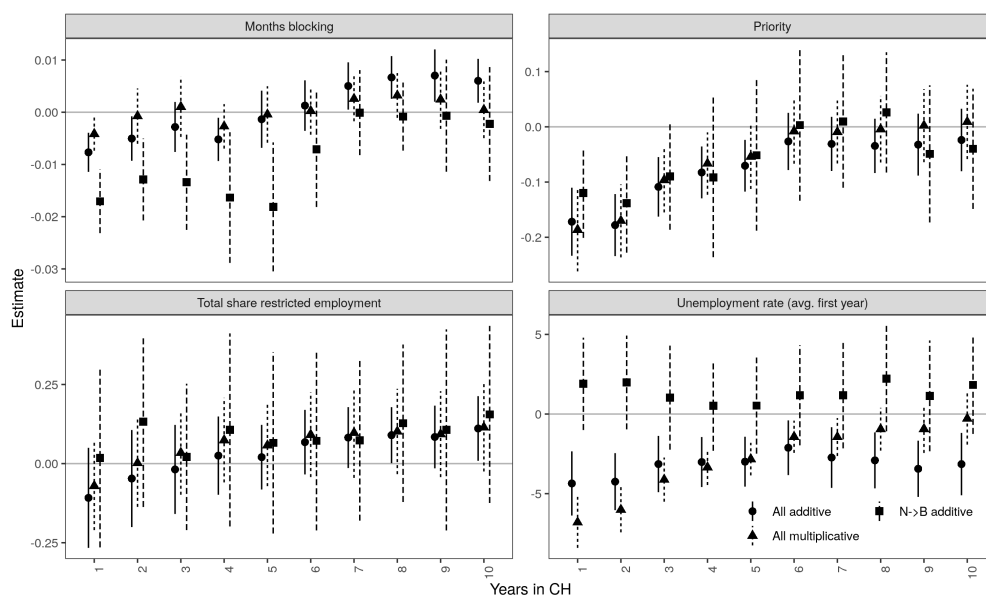 Months blocking
Priority
0.01
0.00
-0.01
-0.02
-0.03
0.1
0.0
-0.1
-0.2
Estimate
Total share restricted employment
Unemployment rate (avg. first year)
0.25
0.00
-0.25
5
0
-5
All additive
N->B additive
All multiplicative
1 2 3 4 5 6 7 8 9 10
1 2 3 4 5 6 7 8 9 10
Years in CH